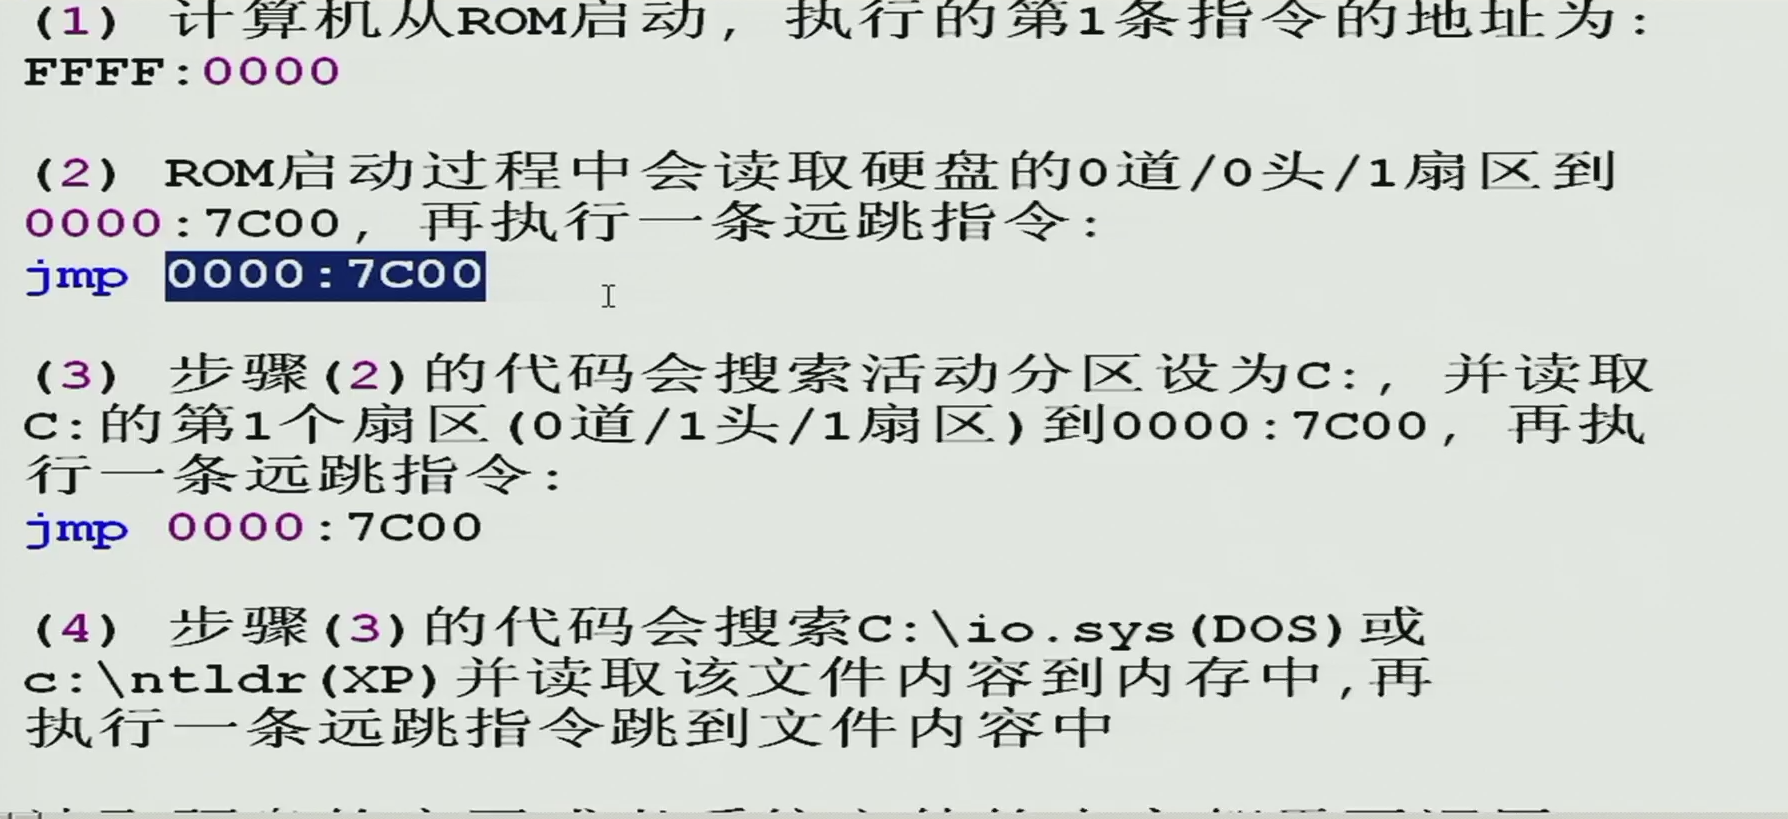 (1) 计算机从ROM启动, 执行的第1条指令的地址为:
FFFF:0000
(2) ROM启动过程中会读取硬盘的0道/0头/1扇区到
0000:7C00, 再执行一条远跳指令:
jmp 0000:7C00
(3) 步骤(2)的代码会搜索活动分区设为C:, 并读取
C:的第1个扇区(0道/1头/1扇区)到0000:7C00, 再执
行一条远跳指令:
jmp 0000:7C00
(4) 步骤(3)的代码会搜索C:\io.sys(DOS)或
c:\ntldr(XP)并读取该文件内容到内存中,再
执行一条远跳指令跳到文件内容中